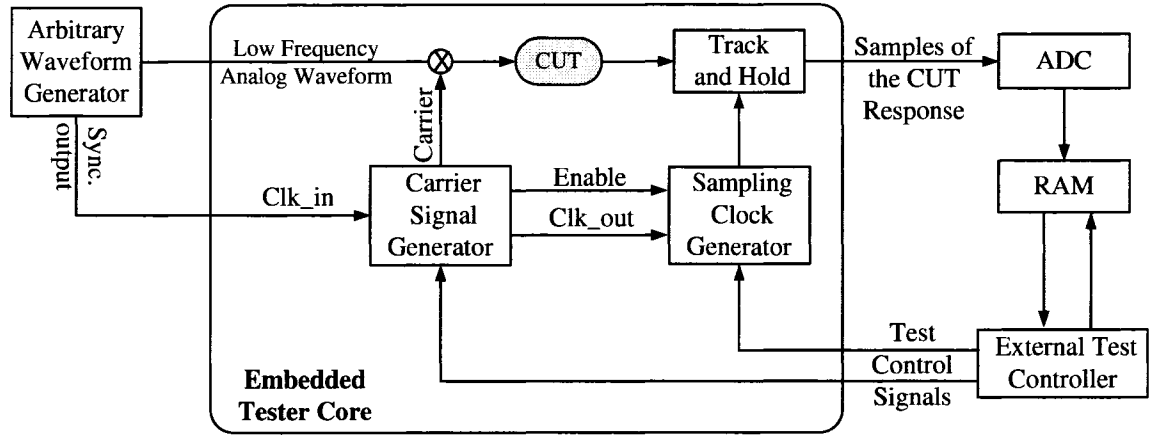 Arbitrary
Waveform
Generator
Low Frequency
Analog Waveform
CUT
Track
and Hold
Samples of
the CUT
Response
ADC
Sync.
output
Carrier
Clk_in
Carrier
Signal
Generator
Enable
Clk_out
Sampling
Clock
Generator
RAM
Test
Control
Signals
External Test
Controller
Embedded
Tester Core